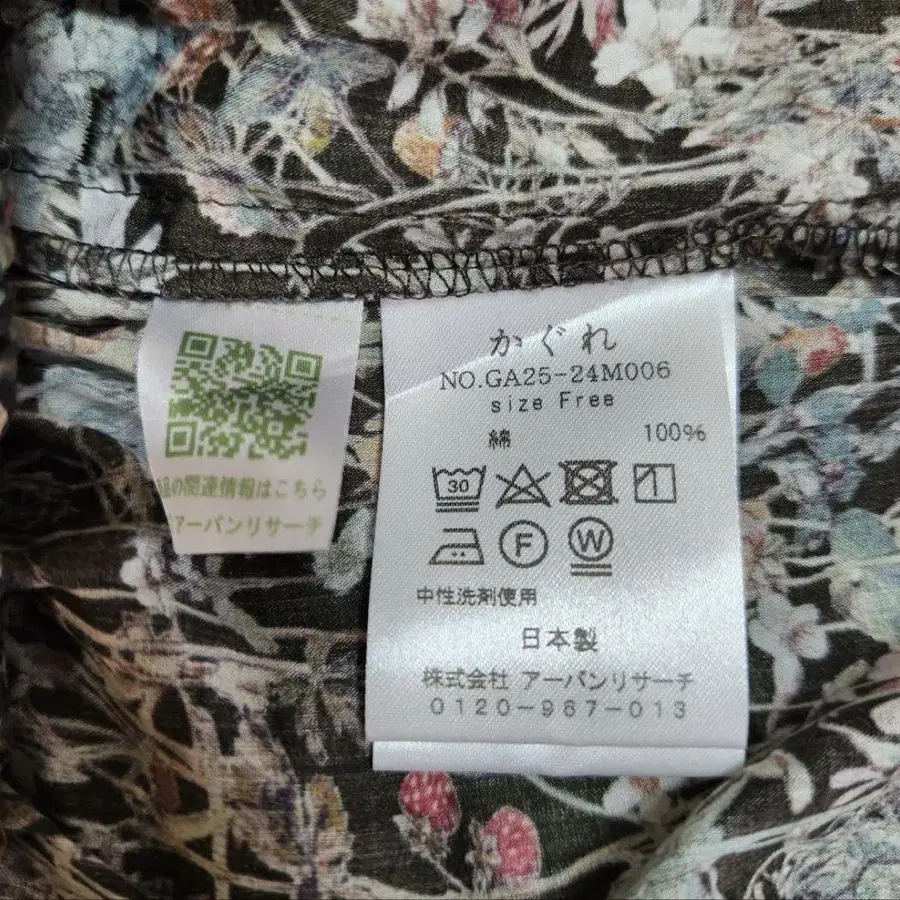 かぐれ
NO.GA25-24M006
size Free
綿 100%
30
F W
中性洗剤使用
日本製
株式会社 アーバンリサーチ
0120-967-013
の関連情報はこちら
アーバンリサーチ